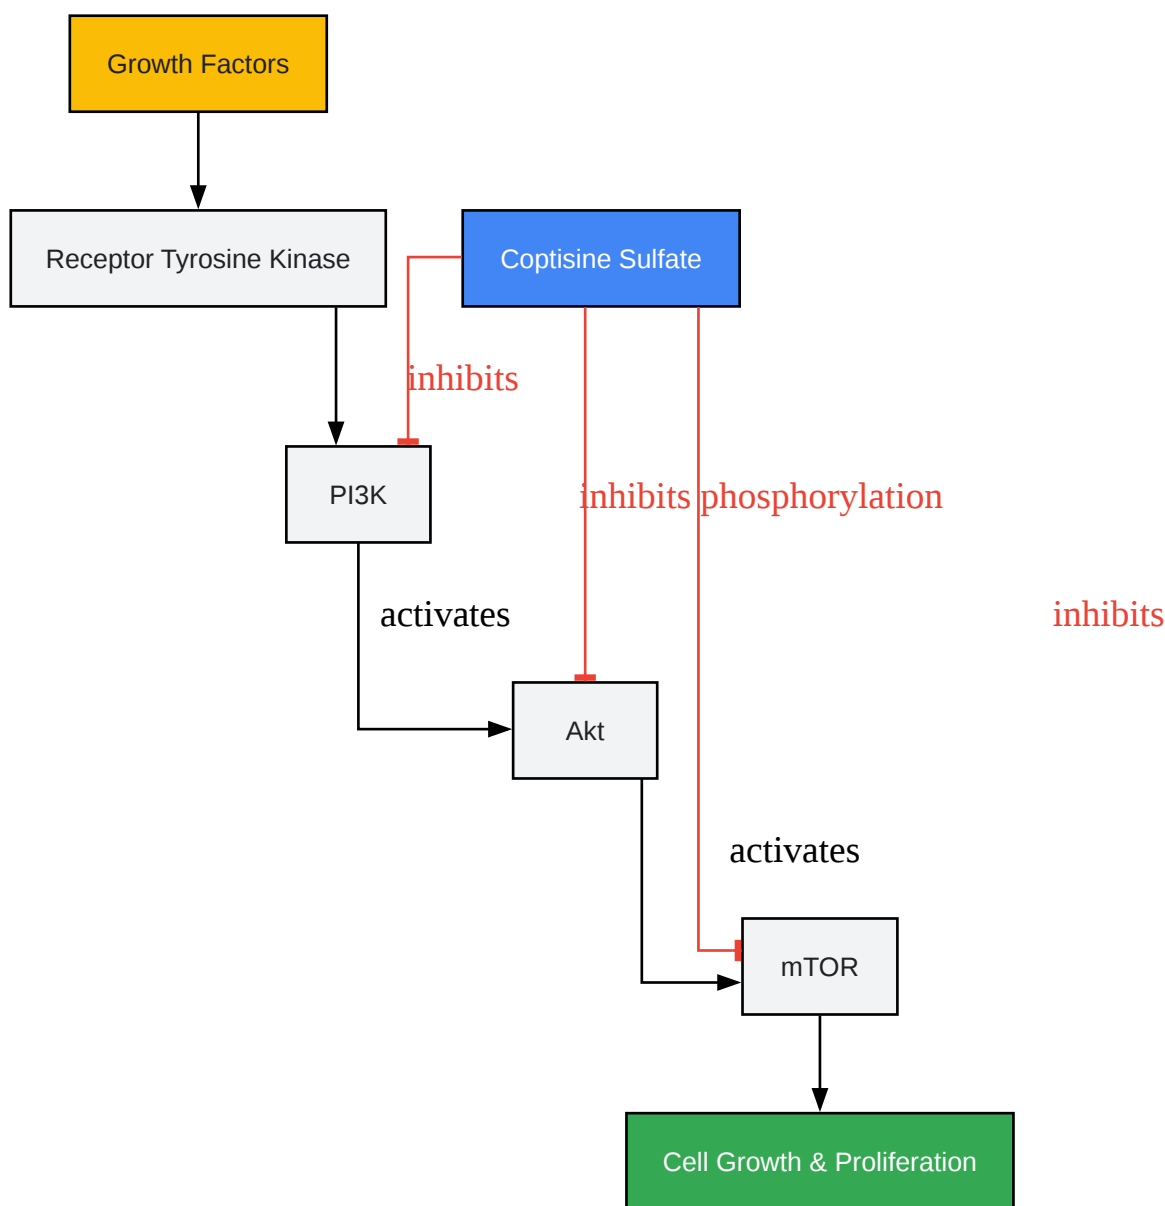 Growth Factors
Receptor Tyrosine Kinase
Coptisine Sulfate
inhibits
PI3K
inhibits phosphorylation
activates
inhibits
Akt
activates
mTOR
Cell Growth & Proliferation